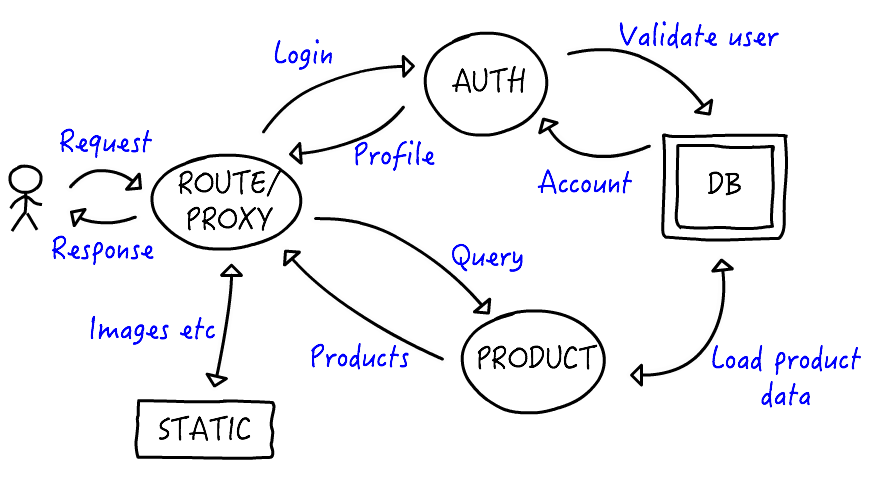 Login
Validate user
AUTH
Request
Profile
ROUTE/
PROXY
Account
DB
Response
Query
Images etc
Products
PRODUCT
Load product
data
STATIC